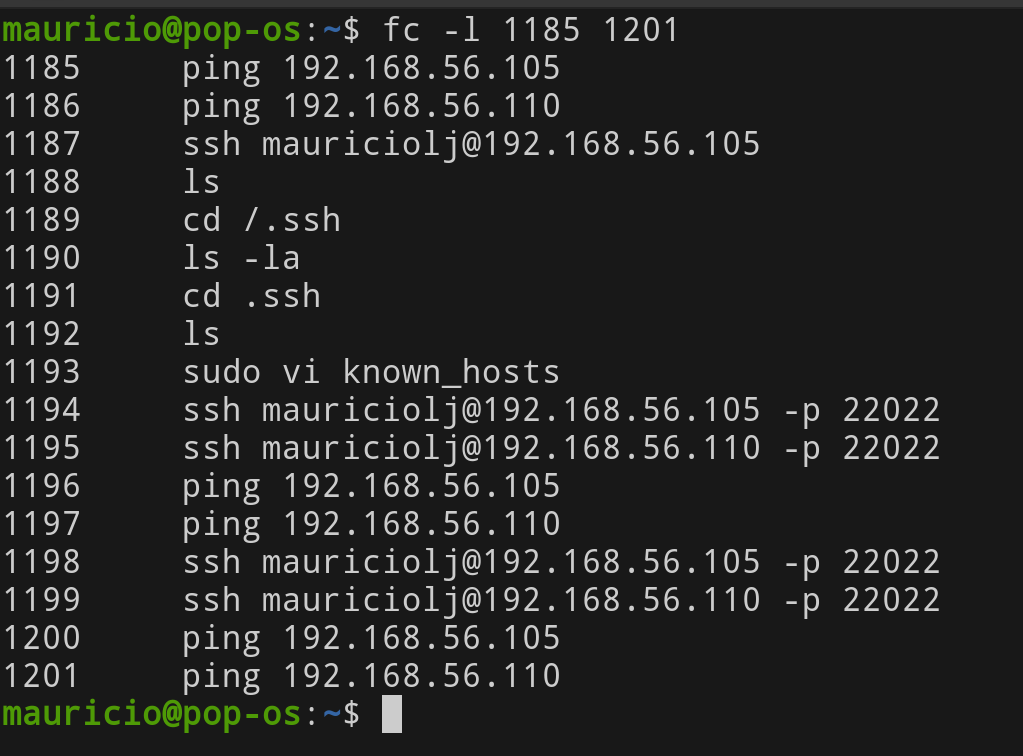 mauricio@pop-os:~$ fc -l 1185 1201
1185     ping 192.168.56.105
1186     ping 192.168.56.110
1187     ssh mauriciolj@192.168.56.105
1188     ls
1189     cd /.ssh
1190     ls -la
1191     cd .ssh
1192     ls
1193     sudo vi known_hosts
1194     ssh mauriciolj@192.168.56.105 -p 22022
1195     ssh mauriciolj@192.168.56.110 -p 22022
1196     ping 192.168.56.105
1197     ping 192.168.56.110
1198     ssh mauriciolj@192.168.56.105 -p 22022
1199     ssh mauriciolj@192.168.56.110 -p 22022
1200     ping 192.168.56.105
1201     ping 192.168.56.110
mauricio@pop-os:~$